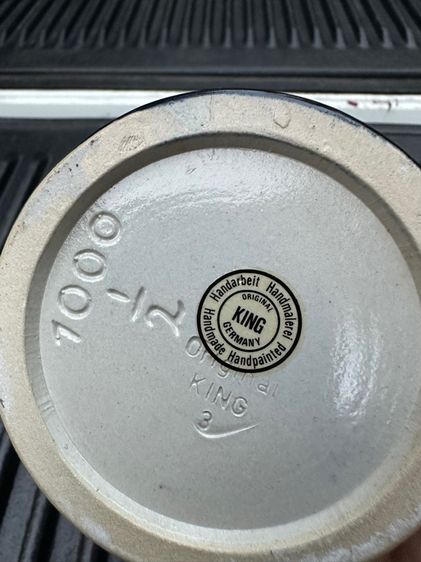 1000
1/2
Handarbeit Handmalerei
ORIGINAL
KING
GERMANY
Handmade Handpainted
Original
KING
3